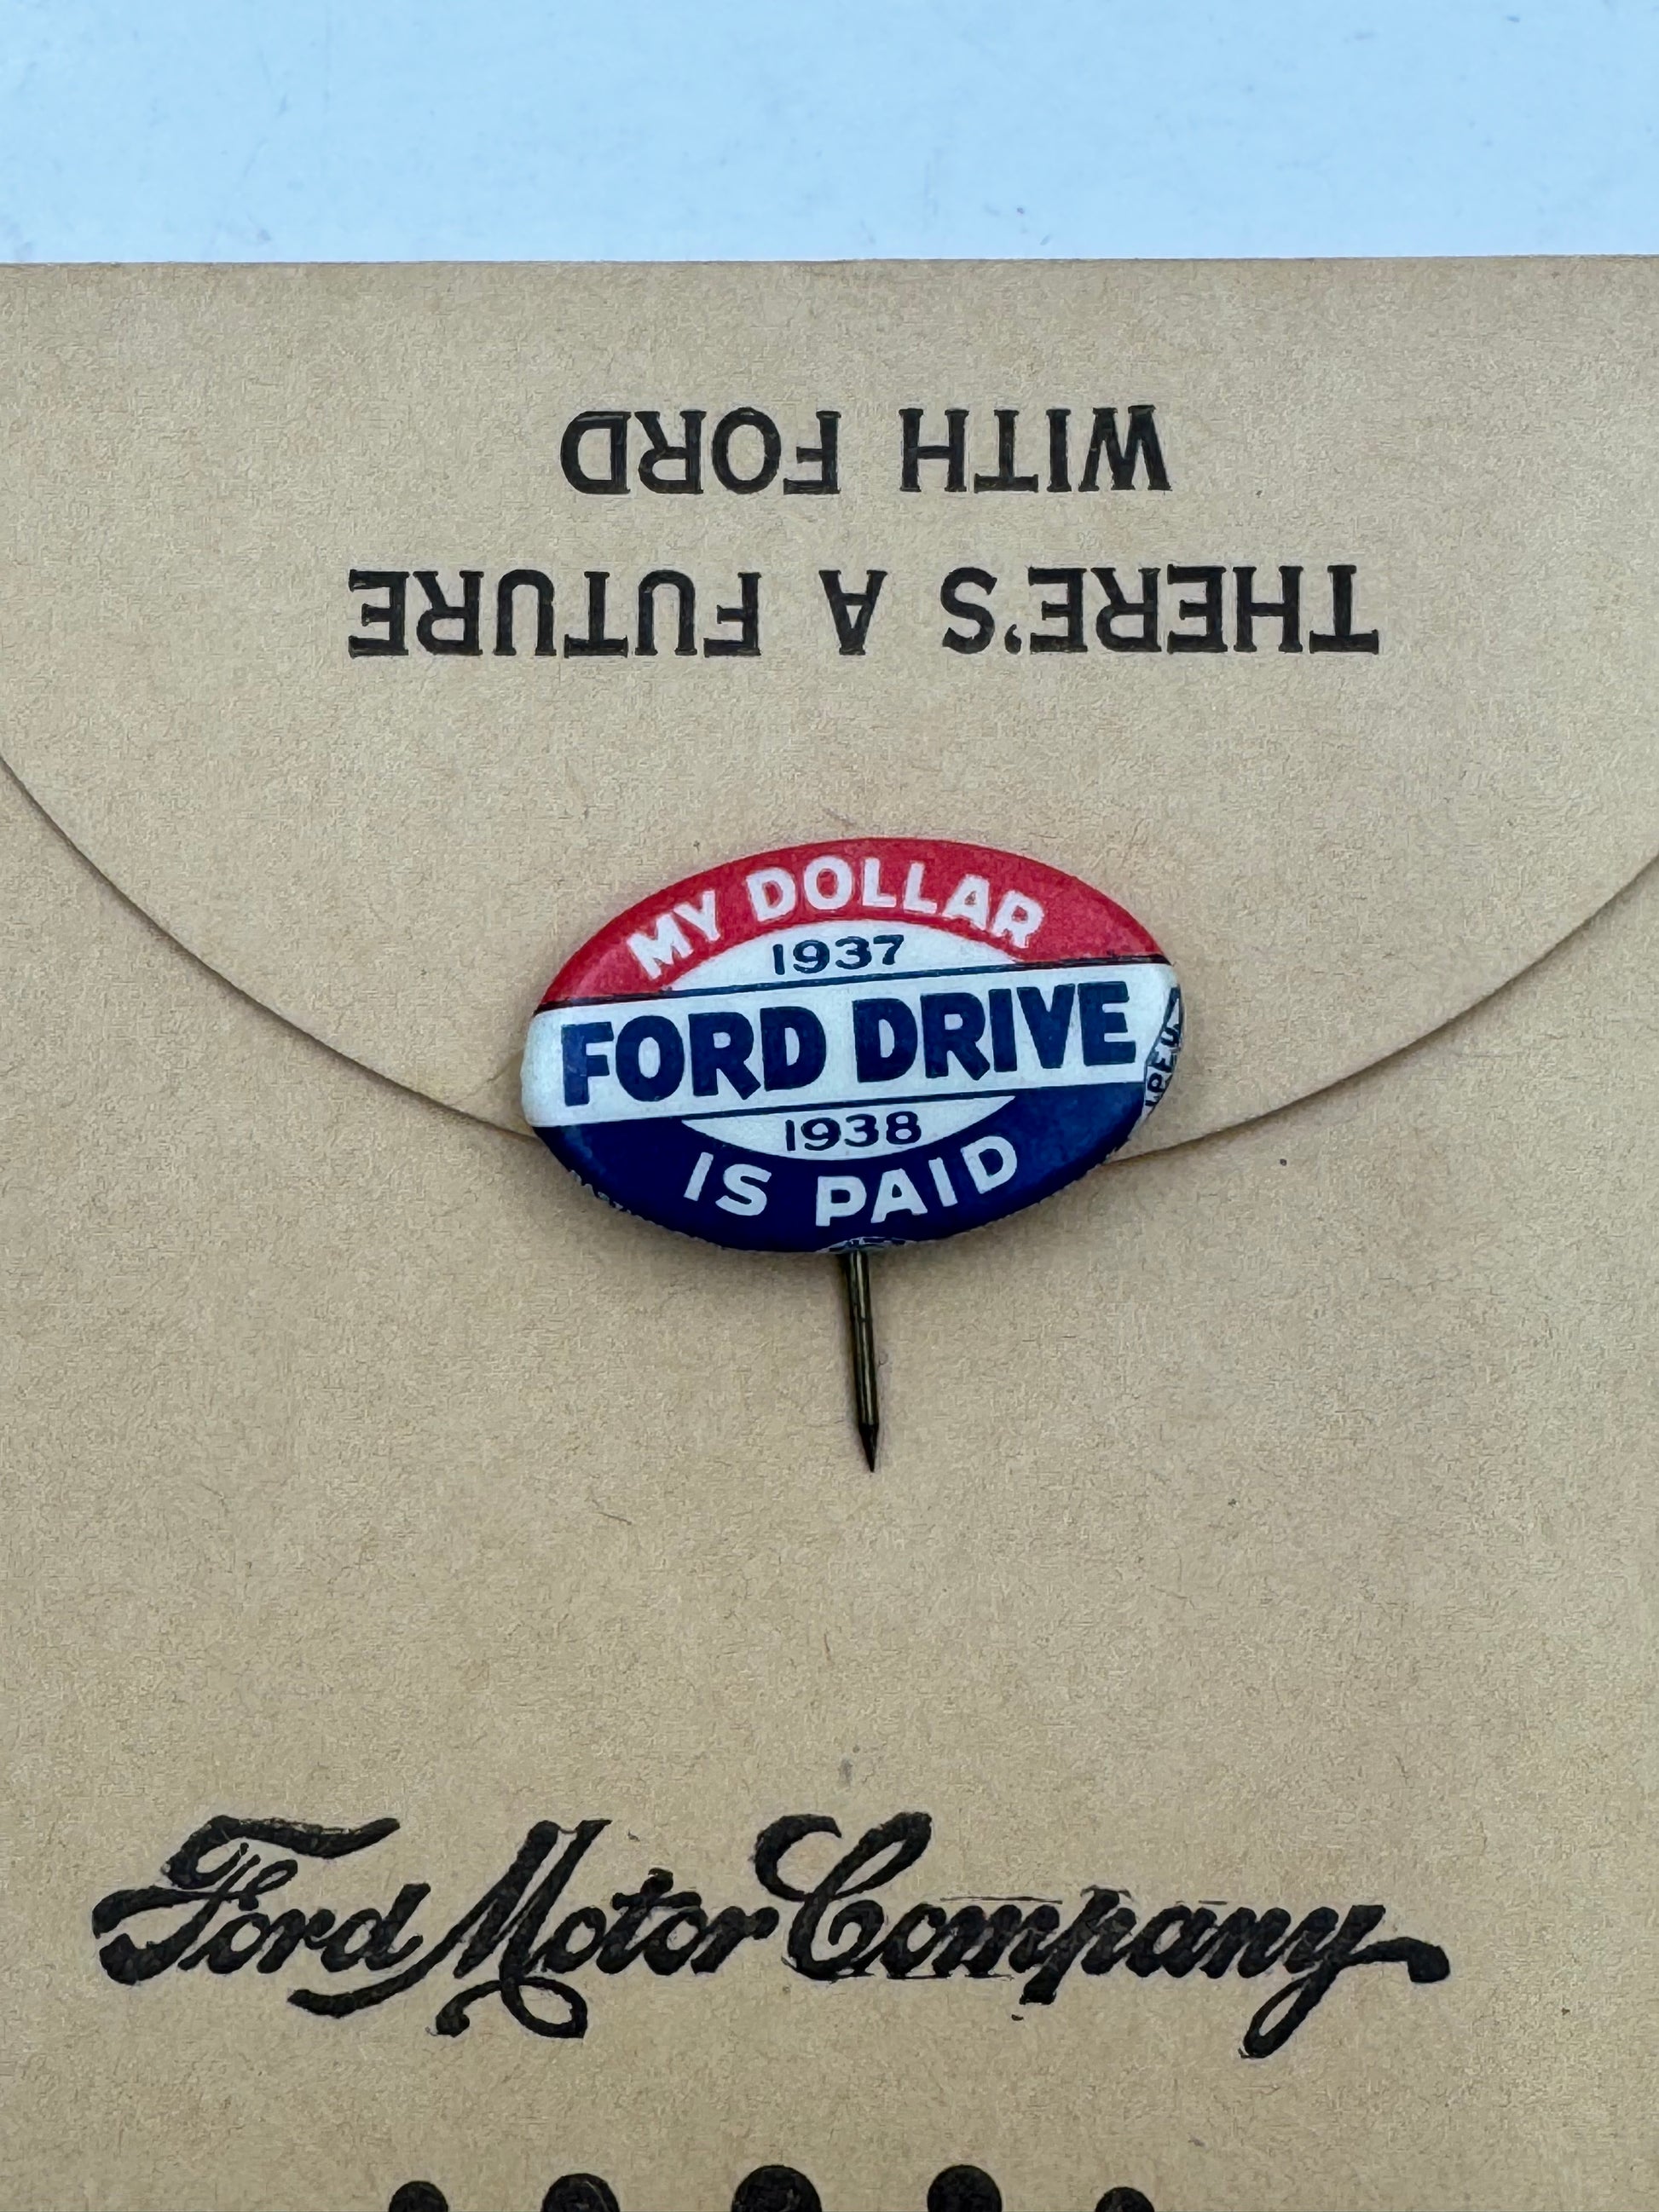 THERE'S A FUTURE
WITH FORD
MY DOLLAR
1937
FORD DRIVE
1938
IS PAID
Ford Motor Company